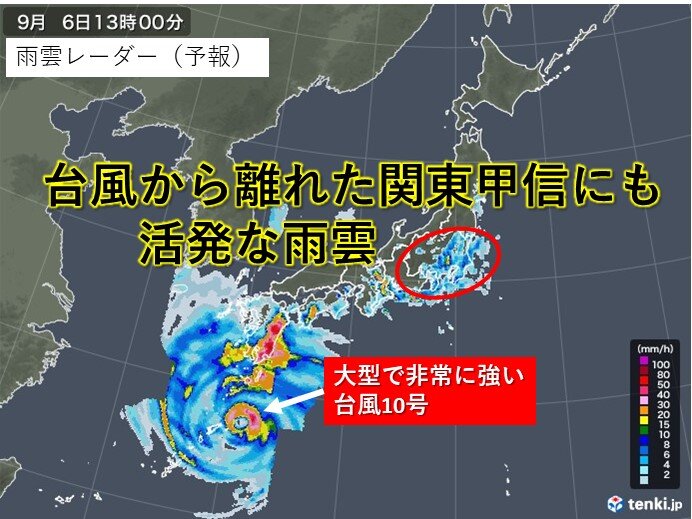 9月 6日13時00分
雨雲レーダー（予報）
台風から離れた関東甲信にも
活発な雨雲
大型で非常に強い
台風10号
(mm/h)
100
80
50
40
30
20
15
10
8
6
4
2
tenki.jp